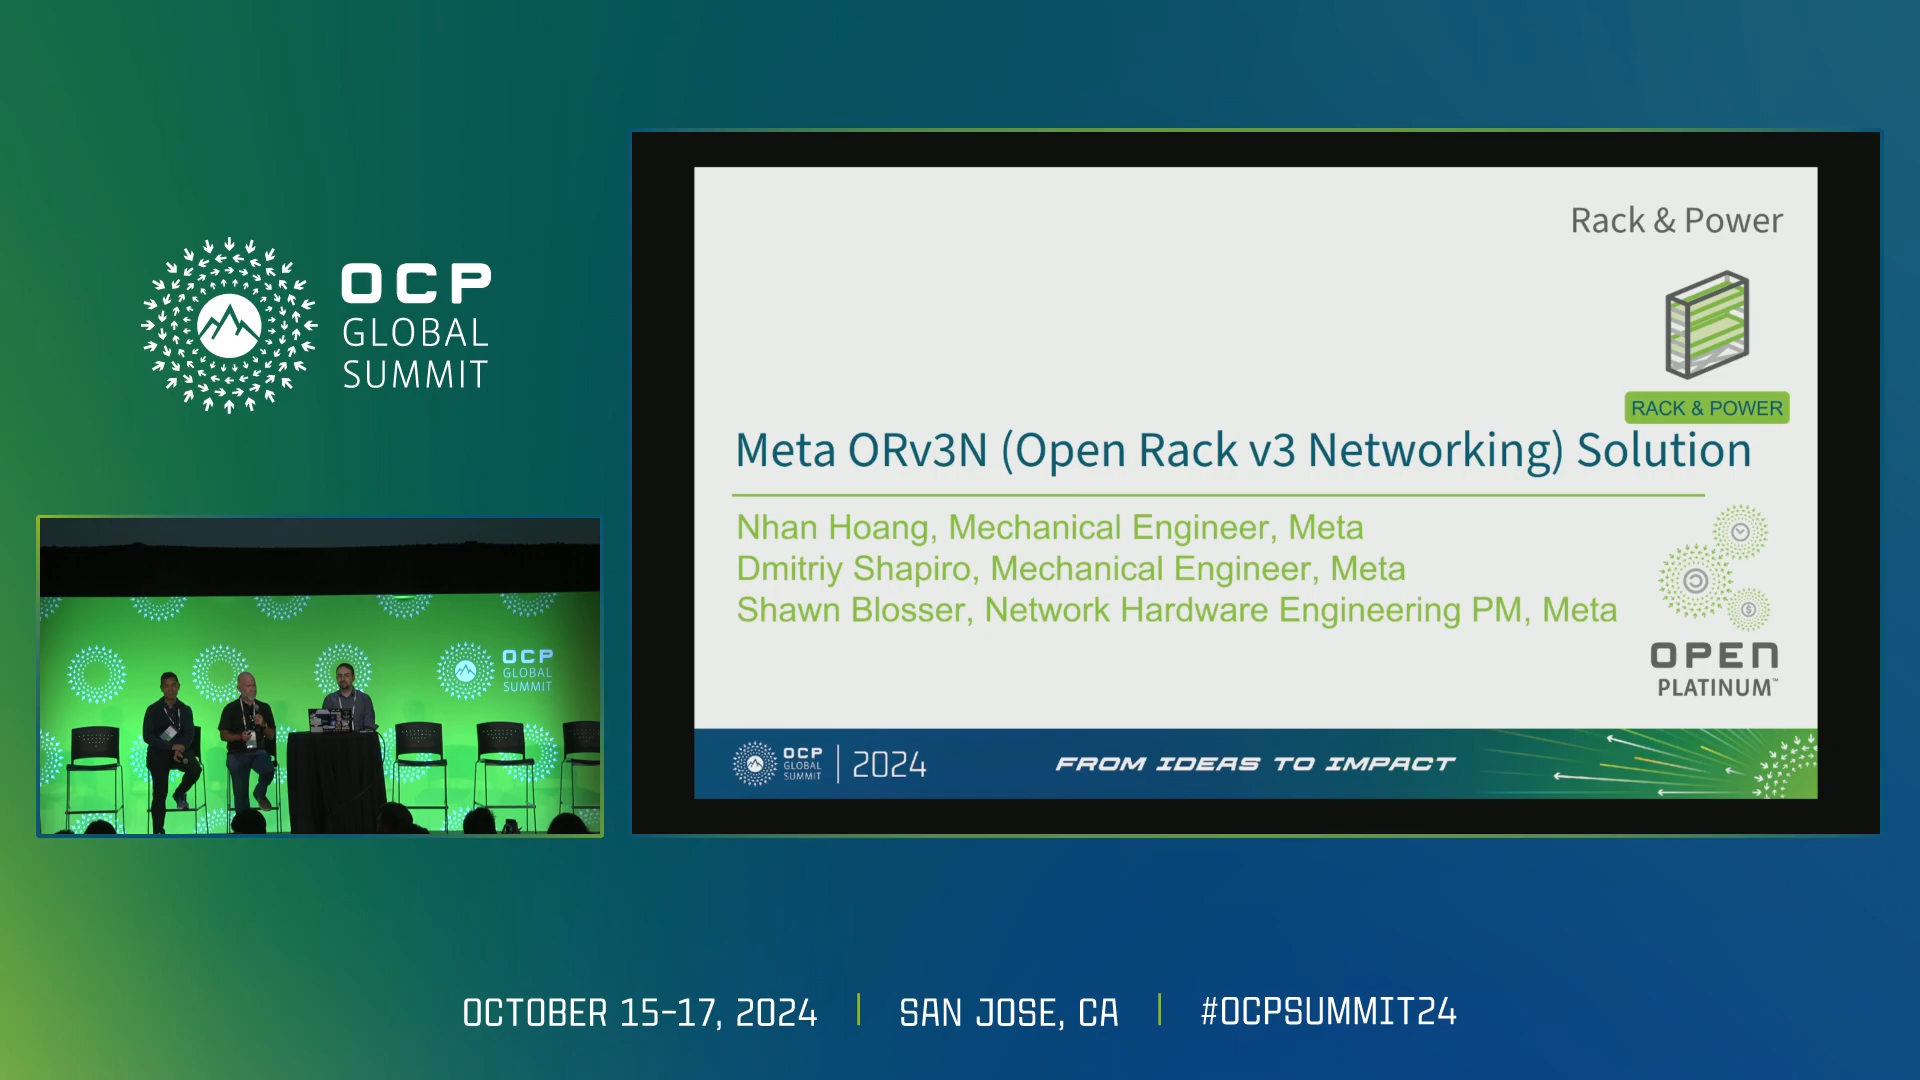 OCP
GLOBAL
SUMMIT
Rack & Power
RACK & POWER
Meta ORv3N (Open Rack v3 Networking) Solution
Nhan Hoang, Mechanical Engineer, Meta
Dmitriy Shapiro, Mechanical Engineer, Meta
Shawn Blosser, Network Hardware Engineering PM, Meta
OPEN
PLATINUM™
OCP
GLOBAL
SUMMIT
2024
FROM IDEAS TO IMPACT
OCP
GLOBAL
SUMMIT
OCTOBER 15-17, 2024
SAN JOSE, CA
#OCPSUMMIT24